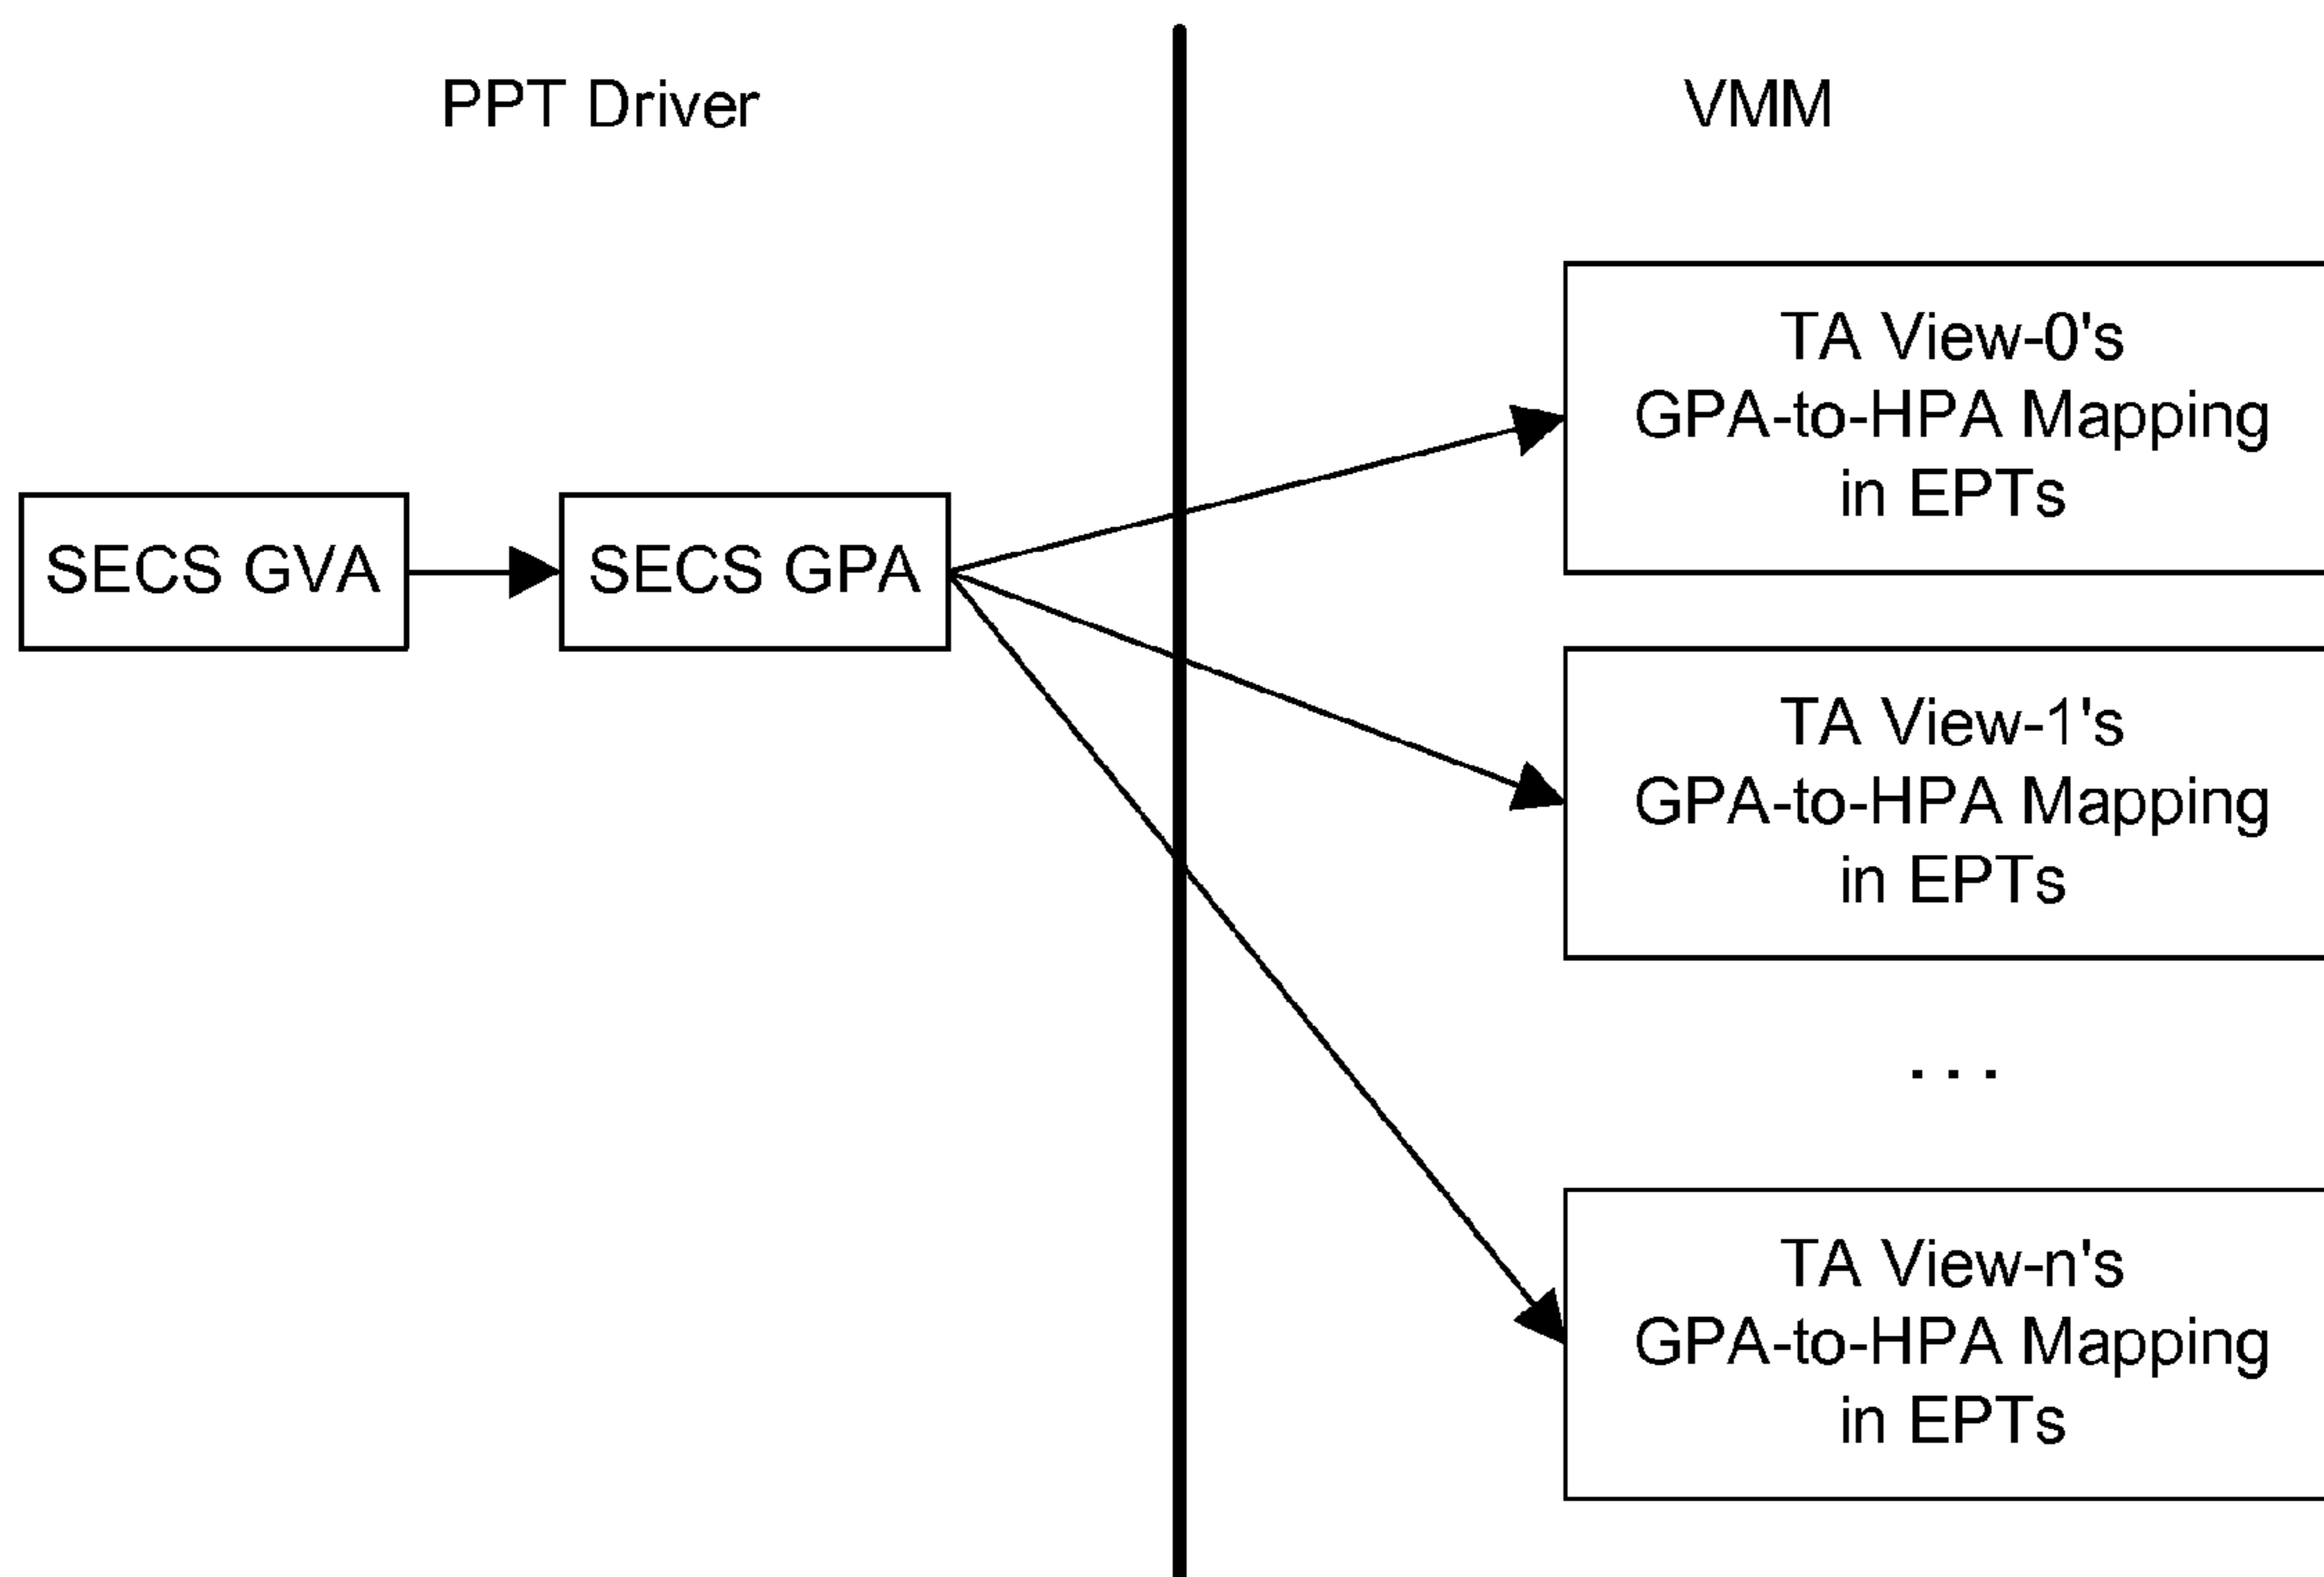 PPT Driver
VMM
SECS GVA
SECS GPA
TA View-0's
GPA-to-HPA Mapping
in EPTs
TA View-1's
GPA-to-HPA Mapping
in EPTs
...
TA View-n's
GPA-to-HPA Mapping
in EPTs